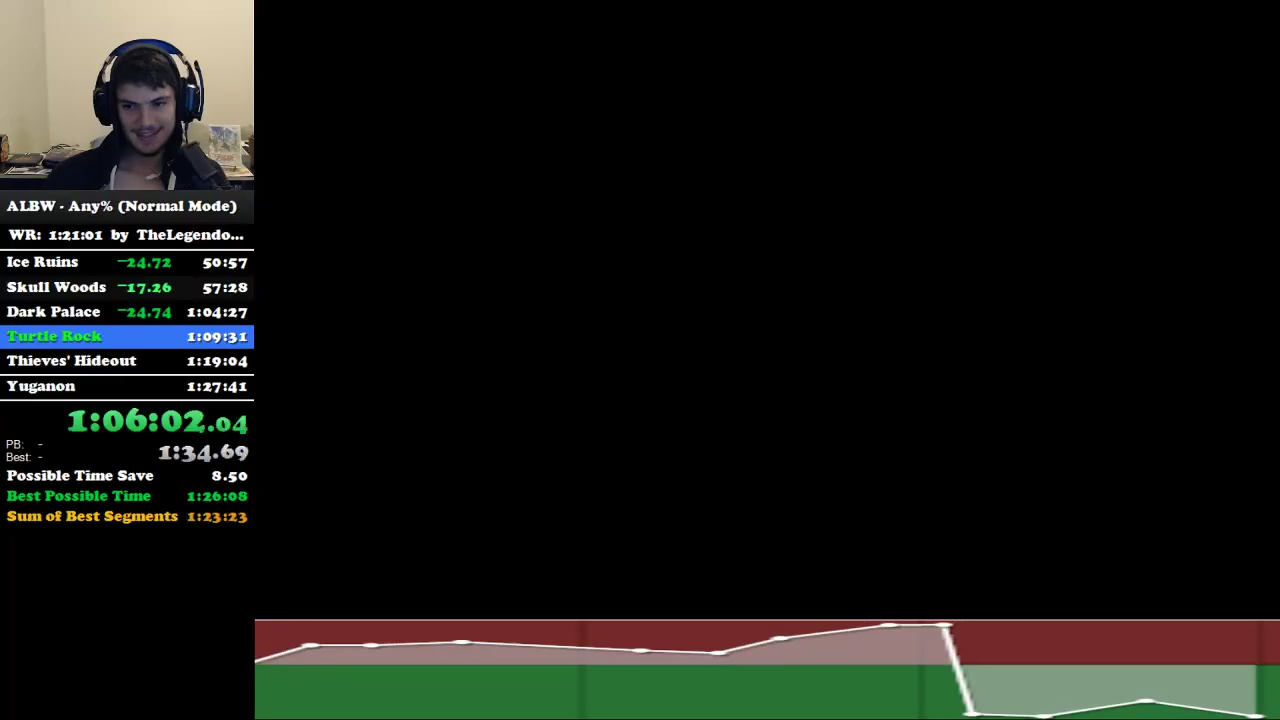 ALBW - Any% (Normal Mode)
WR: 1:21:01 by TheLegendo...
Ice Ruins -24.72 50:57
Skull Woods -17.26 57:28
Dark Palace -24.74 1:04:27
Turtle Rock 1:09:31
Thieves' Hideout 1:19:04
Yuganon 1:27:41
1:06:02.04
PB: - 1:34.69
Best: -
Possible Time Save 8.50
Best Possible Time 1:26:08
Sum of Best Segments 1:23:23